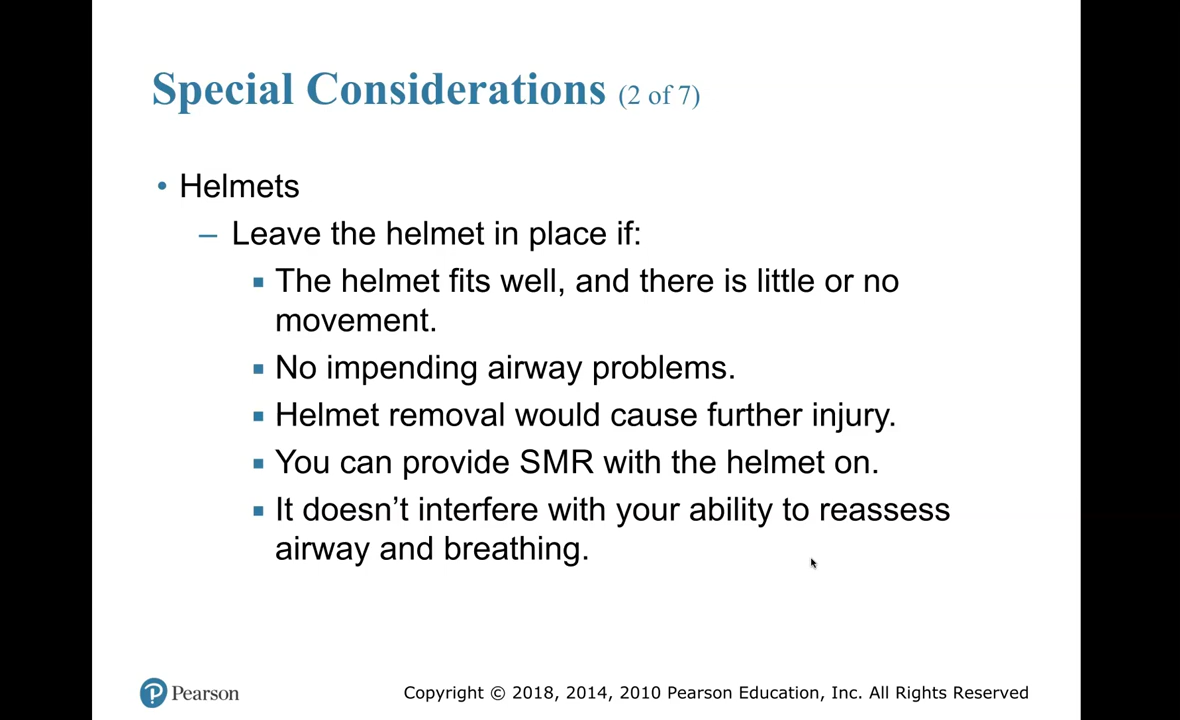 Special Considerations (2 of 7)
• Helmets
– Leave the helmet in place if:
▪ The helmet fits well, and there is little or no
movement.
▪ No impending airway problems.
▪ Helmet removal would cause further injury.
▪ You can provide SMR with the helmet on.
▪ It doesn’t interfere with your ability to reassess
airway and breathing.
P Pearson
Copyright © 2018, 2014, 2010 Pearson Education, Inc. All Rights Reserved